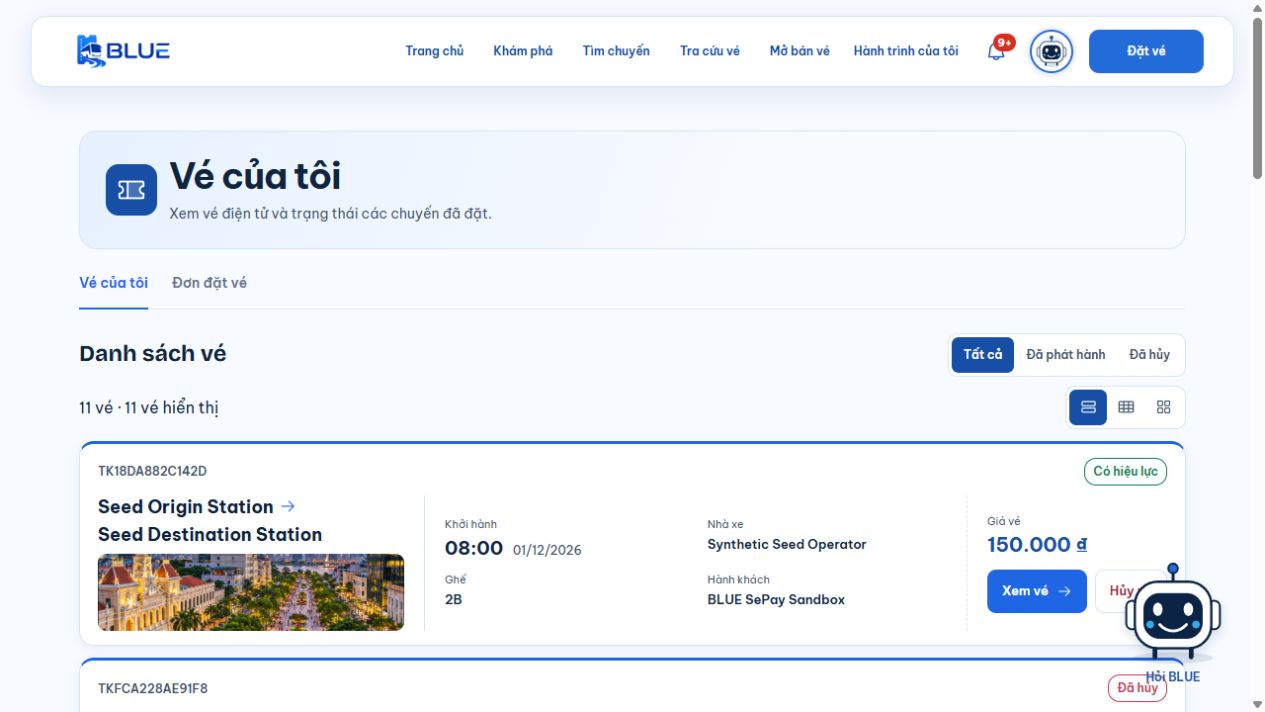 BLUE
Trang chủ
Khám phá
Tìm chuyến
Tra cứu vé
Mở bán vé
Hành trình của tôi
9+
Đặt vé
Vé của tôi
Xem vé điện tử và trạng thái các chuyến đã đặt.
Vé của tôi
Đơn đặt vé
Danh sách vé
Tất cả
Đã phát hành
Đã hủy
11 vé · 11 vé hiển thị
TK18DA882C142D
Có hiệu lực
Seed Origin Station →
Seed Destination Station
Khởi hành
08:00 01/12/2026
Ghế
2B
Nhà xe
Synthetic Seed Operator
Hành khách
BLUE SePay Sandbox
Giá vé
150.000 ₫
Xem vé →
Hủy
Hỏi BLUE
TKFCA228AE91F8
Đã hủy